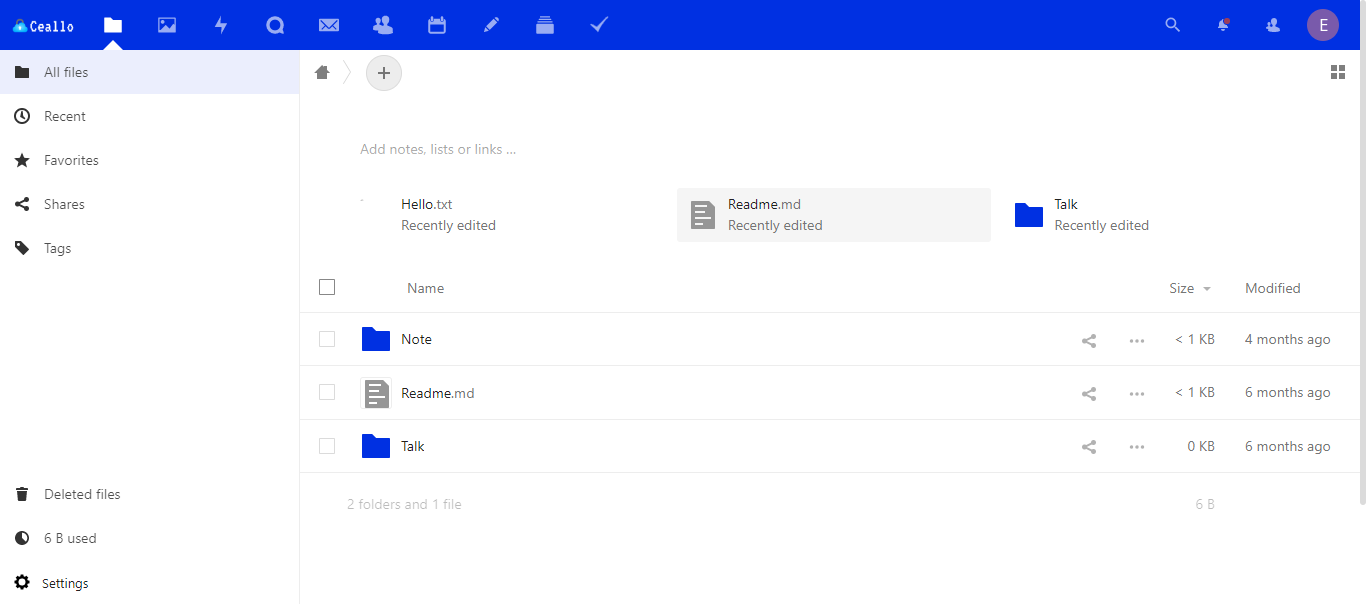 Ceallo
E
All files
Recent
Favorites
Shares
Tags
Deleted files
6 B used
Settings
Add notes, lists or links ...
Hello.txt
Recently edited
Readme.md
Recently edited
Talk
Recently edited
Name Size Modified
Note < 1 KB 4 months ago
Readme.md < 1 KB 6 months ago
Talk 0 KB 6 months ago
2 folders and 1 file 6 B